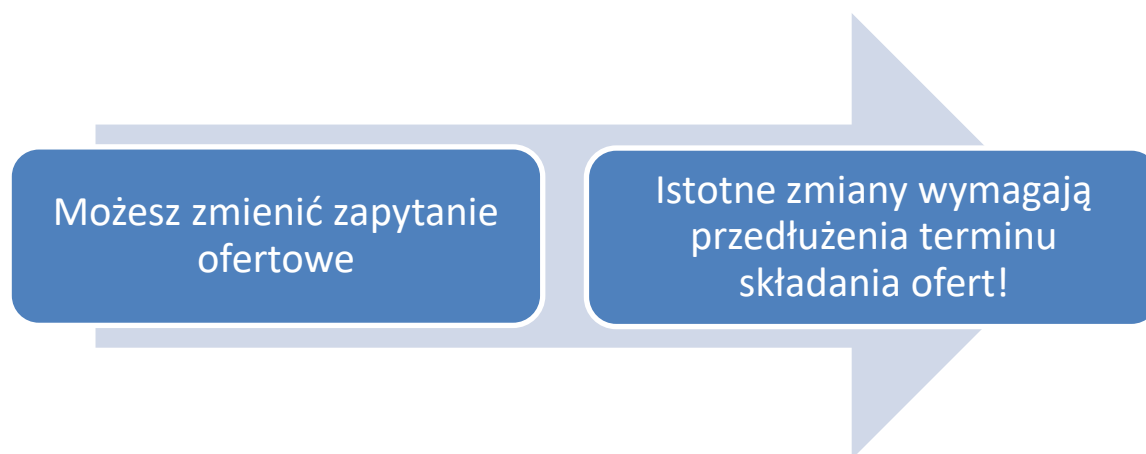 Możesz zmienić zapytanie
ofertowe
Istotne zmiany wymagają
przedłużenia terminu
składania ofert!